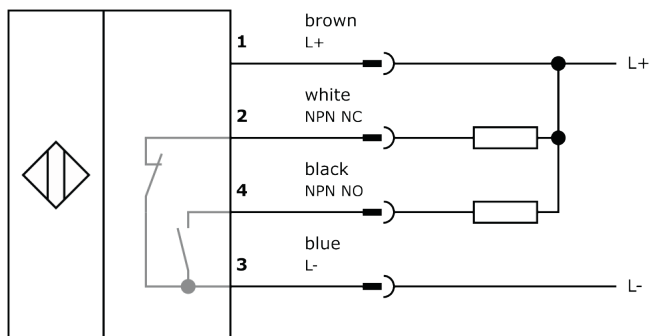 brown
1 L+ L+
white
2 NPN NC
black
4 NPN NO
blue
3 L- L-